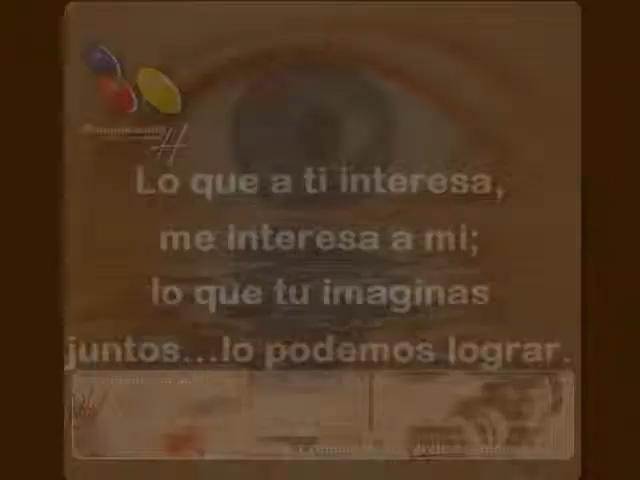 Lo que a ti interesa,
me interesa a mi;
lo que tu imaginas
juntos...lo podemos lograr.